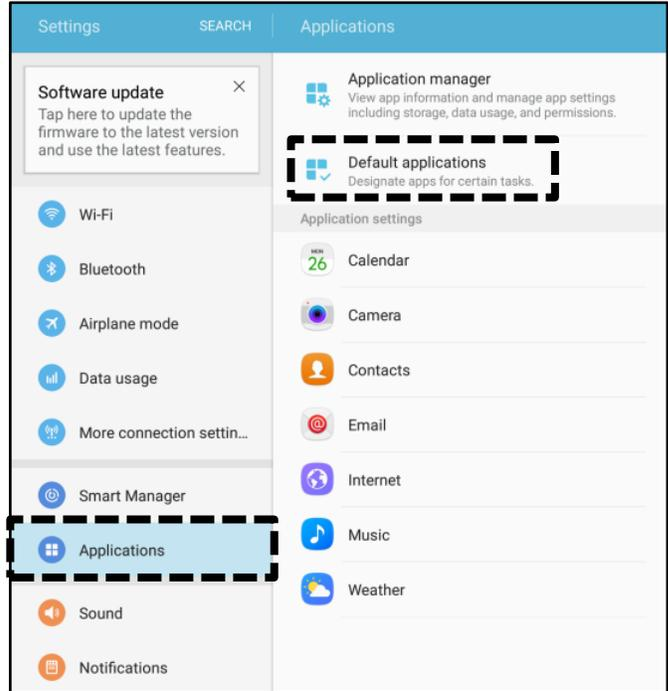 Settings
SEARCH
Software update
Tap here to update the
firmware to the latest version
and use the latest features.
Wi-Fi
Bluetooth
Airplane mode
Data usage
More connection settin...
Smart Manager
Applications
Sound
Notifications
Applications
Application manager
View app information and manage app settings
including storage, data usage, and permissions.
Default applications
Designate apps for certain tasks.
Application settings
MON
26
Calendar
Camera
Contacts
@
Email
Internet
Music
Weather